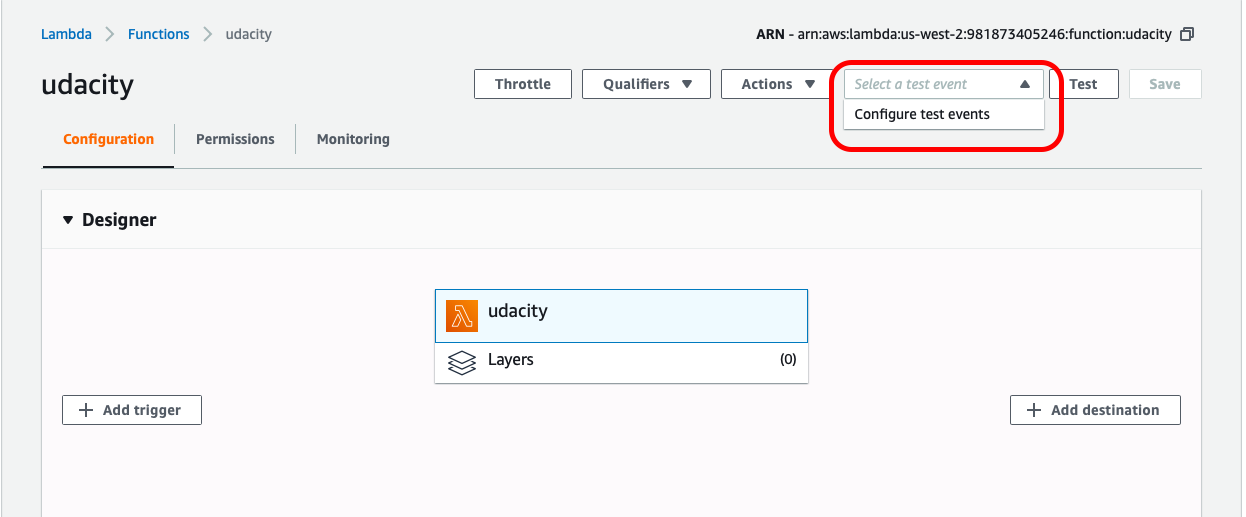 Lambda > Functions > udacity
ARN - arn:aws:lambda:us-west-2:981873405246:function:udacity
udacity
Throttle Qualifiers Actions Select a test event Test Save
Configure test events
Configuration Permissions Monitoring
Designer
udacity
Layers (0)
+ Add trigger + Add destination